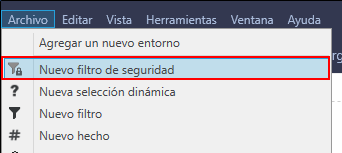 Archivo Editar Vista Herramientas Ventana Ayuda
Agregar un nuevo entorno
Nuevo filtro de seguridad
? Nueva selección dinámica
Nuevo filtro
# Nuevo hecho